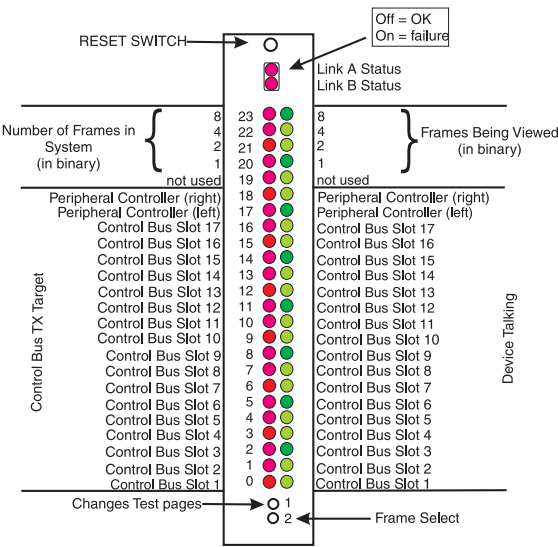 Off = OK
On = failure
RESET SWITCH
Link A Status
Link B Status
8 23 8
4 22 4
2 21 2
1 20 1
Number of Frames in
System
(in binary)
Frames Being Viewed
(in binary)
not used 19 not used
Peripheral Controller (right) 18 Peripheral Controller (right)
Peripheral Controller (left) 17 Peripheral Controller (left)
Control Bus Slot 17 16 Control Bus Slot 17
Control Bus Slot 16 15 Control Bus Slot 16
Control Bus Slot 15 14 Control Bus Slot 15
Control Bus Slot 14 13 Control Bus Slot 14
Control Bus Slot 13 12 Control Bus Slot 13
Control Bus Slot 12 11 Control Bus Slot 12
Control Bus Slot 11 10 Control Bus Slot 11
Control Bus Slot 10 9 Control Bus Slot 10
Control Bus Slot 9 8 Control Bus Slot 9
Control Bus Slot 8 7 Control Bus Slot 8
Control Bus Slot 7 6 Control Bus Slot 7
Control Bus Slot 6 5 Control Bus Slot 6
Control Bus Slot 5 4 Control Bus Slot 5
Control Bus Slot 4 3 Control Bus Slot 4
Control Bus Slot 3 2 Control Bus Slot 3
Control Bus Slot 2 1 Control Bus Slot 2
Control Bus Slot 1 0 Control Bus Slot 1
Control Bus TX Target
Device Talking
Changes Test pages 1
2 Frame Select